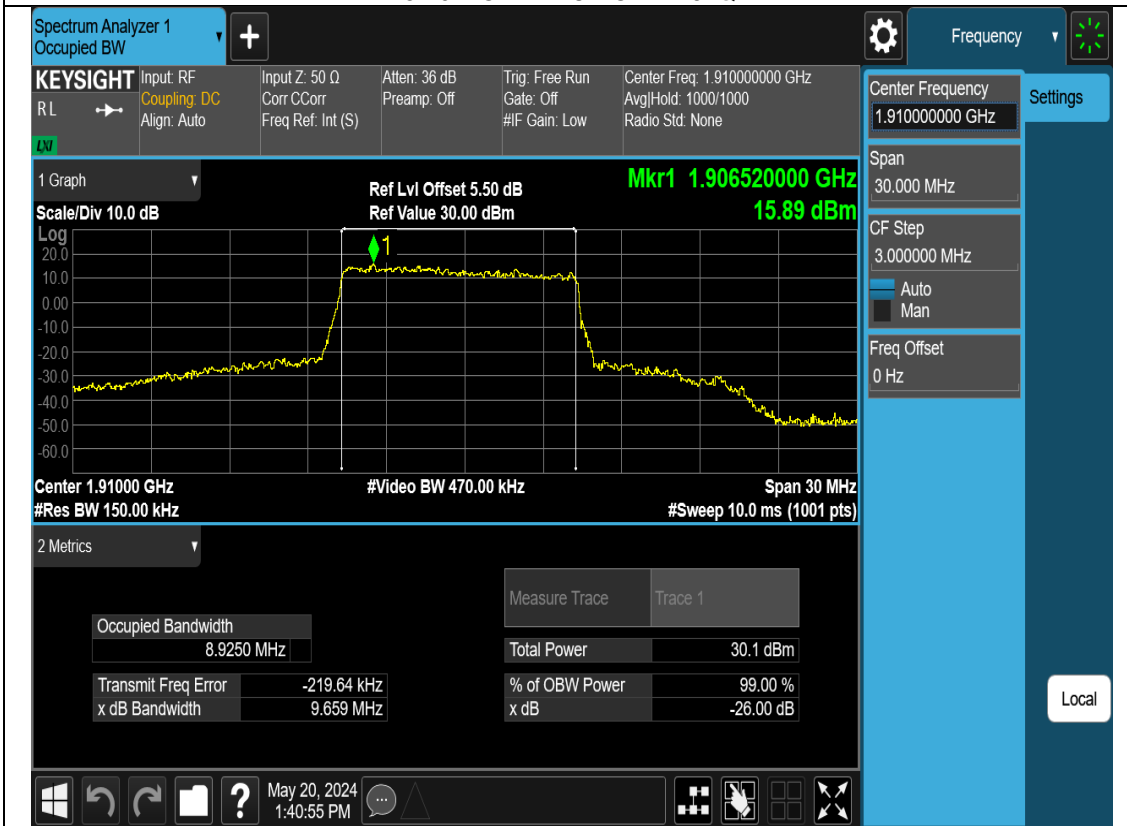 Spectrum Analyzer 1
Occupied BW
+
Frequency
KEYSIGHT
R L
LXI
Input: RF
Coupling: DC
Align: Auto
Input Z: 50 Ω
Corr CCorr
Freq Ref: Int (S)
Atten: 36 dB
Preamp: Off
Trig: Free Run
Gate: Off
#IF Gain: Low
Center Freq: 1.910000000 GHz
Avg|Hold: 1000/1000
Radio Std: None
Center Frequency
1.910000000 GHz
Settings
Span
30.000 MHz
CF Step
3.000000 MHz
Auto
Man
Freq Offset
0 Hz
Local
1 Graph
Scale/Div 10.0 dB
Ref Lvl Offset 5.50 dB
Ref Value 30.00 dBm
Mkr1 1.906520000 GHz
15.89 dBm
Log
1
20.0
10.0
0.00
-10.0
-20.0
-30.0
-40.0
-50.0
-60.0
Center 1.91000 GHz
#Video BW 470.00 kHz
Span 30 MHz
#Res BW 150.00 kHz
#Sweep 10.0 ms (1001 pts)
2 Metrics
Measure Trace
Trace 1
Occupied Bandwidth
8.9250 MHz
Total Power
30.1 dBm
Transmit Freq Error
-219.64 kHz
% of OBW Power
99.00 %
x dB Bandwidth
9.659 MHz
x dB
-26.00 dB
?
May 20, 2024
1:40:55 PM